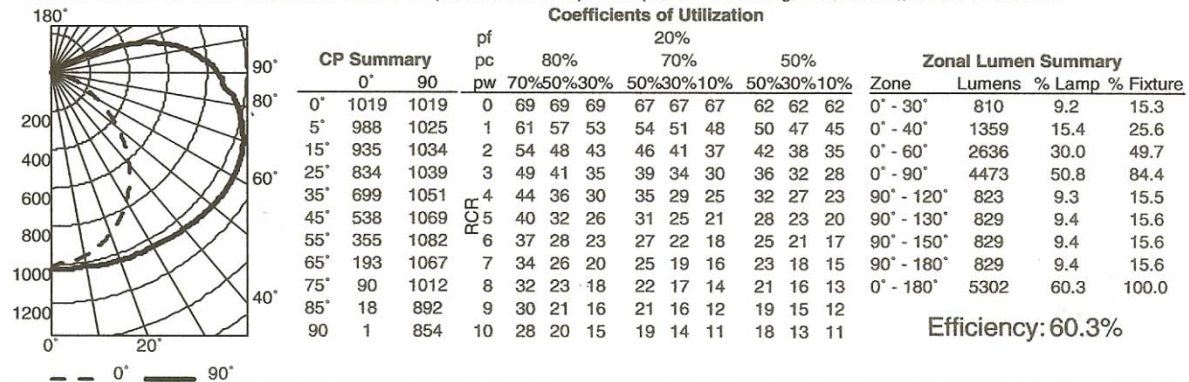 Coefficients of Utilization
180°
90°
80°
60°
40°
20°
0°
200
400
600
800
1000
1200
0° 90°
CP Summary
0° 90
0° 1019 1019
5° 988 1025
15° 935 1034
25° 834 1039
35° 699 1051
45° 538 1069
55° 355 1082
65° 193 1067
75° 90 1012
85° 18 892
90 1 854
pf 20%
pc 80% 70% 50%
pw 70%50%30% 50%30%10% 50%30%10%
RCR
0 69 69 69 67 67 67 62 62 62
1 61 57 53 54 51 48 50 47 45
2 54 48 43 46 41 37 42 38 35
3 49 41 35 39 34 30 36 32 28
4 44 36 30 35 29 25 32 27 23
5 40 32 26 31 25 21 28 23 20
6 37 28 23 27 22 18 25 21 17
7 34 26 20 25 19 16 23 18 15
8 32 23 18 22 17 14 21 16 13
9 30 21 16 21 16 12 19 15 12
10 28 20 15 19 14 11 18 13 11
Zonal Lumen Summary
Zone Lumens % Lamp % Fixture
0° - 30° 810 9.2 15.3
0° - 40° 1359 15.4 25.6
0° - 60° 2636 30.0 49.7
0° - 90° 4473 50.8 84.4
90° - 120° 823 9.3 15.5
90° - 130° 829 9.4 15.6
90° - 150° 829 9.4 15.6
90° - 180° 829 9.4 15.6
0° - 180° 5302 60.3 100.0
Efficiency: 60.3%